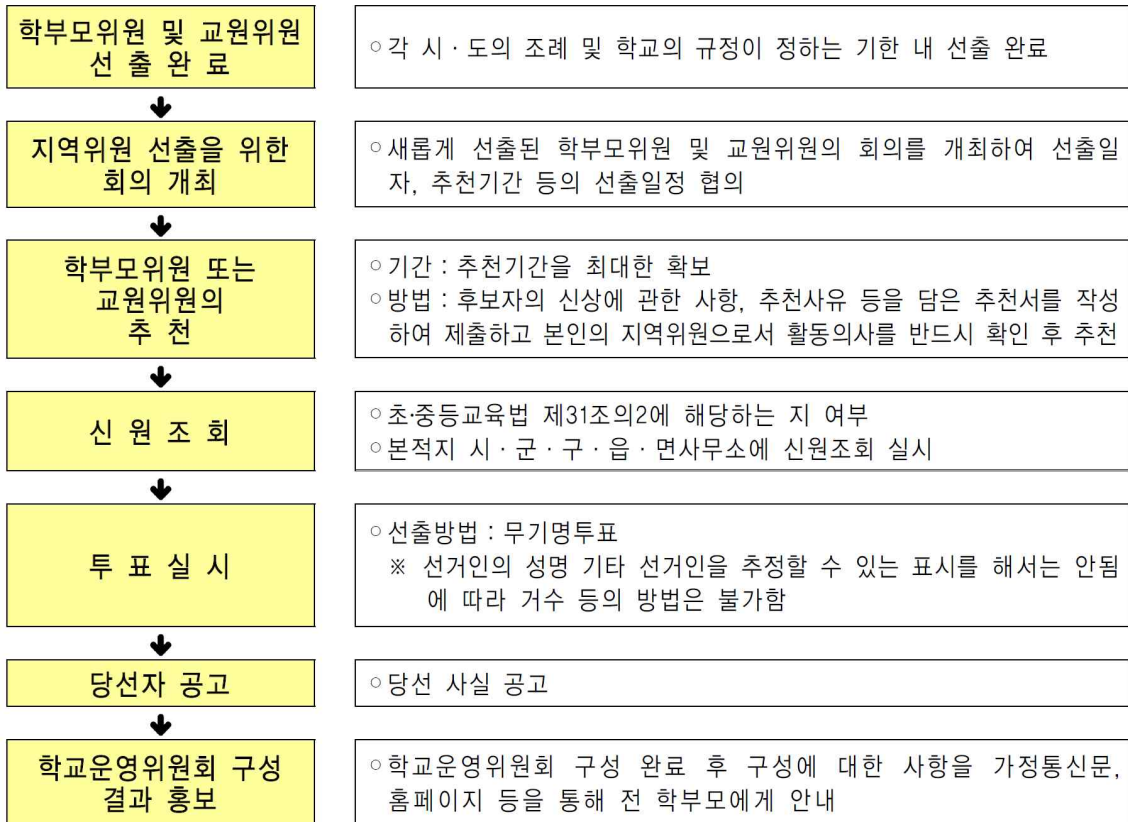 학부모위원 및 교원위원
선 출 완 료
○ 각 시·도의 조례 및 학교의 규정이 정하는 기한 내 선출 완료
지역위원 선출을 위한
회의 개최
○ 새롭게 선출된 학부모위원 및 교원위원의 회의를 개최하여 선출일
자, 추천기간 등의 선출일정 협의
학부모위원 또는
교원위원의
추 천
○ 기간 : 추천기간을 최대한 확보
○ 방법 : 후보자의 신상에 관한 사항, 추천사유 등을 담은 추천서를 작성
하여 제출하고 본인의 지역위원으로서 활동의사를 반드시 확인 후 추천
신 원 조 회
○ 초·중등교육법 제31조의2에 해당하는 지 여부
○ 본적지 시·군·구·읍·면사무소에 신원조회 실시
투 표 실 시
○ 선출방법 : 무기명투표
※ 선거인의 성명 기타 선거인을 추정할 수 있는 표시를 해서는 안됨
에 따라 거수 등의 방법은 불가함
당선자 공고
○ 당선 사실 공고
학교운영위원회 구성
결과 홍보
○ 학교운영위원회 구성 완료 후 구성에 대한 사항을 가정통신문,
홈페이지 등을 통해 전 학부모에게 안내